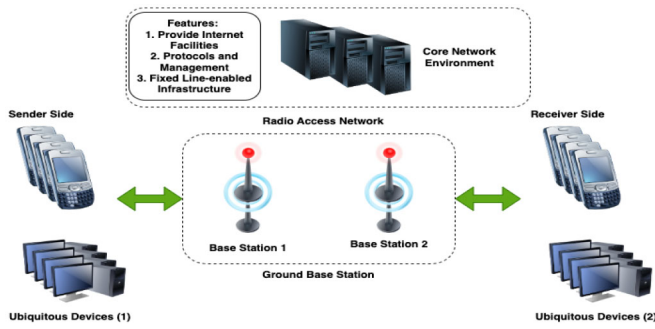 Features:
1. Provide Internet
Facilities
2. Protocols and
Management
3. Fixed Line-enabled
Infrastructure
Core Network
Environment
Radio Access Network
Sender Side
Receiver Side
Base Station 1
Base Station 2
Ground Base Station
Ubiquitous Devices (1)
Ubiquitous Devices (2)